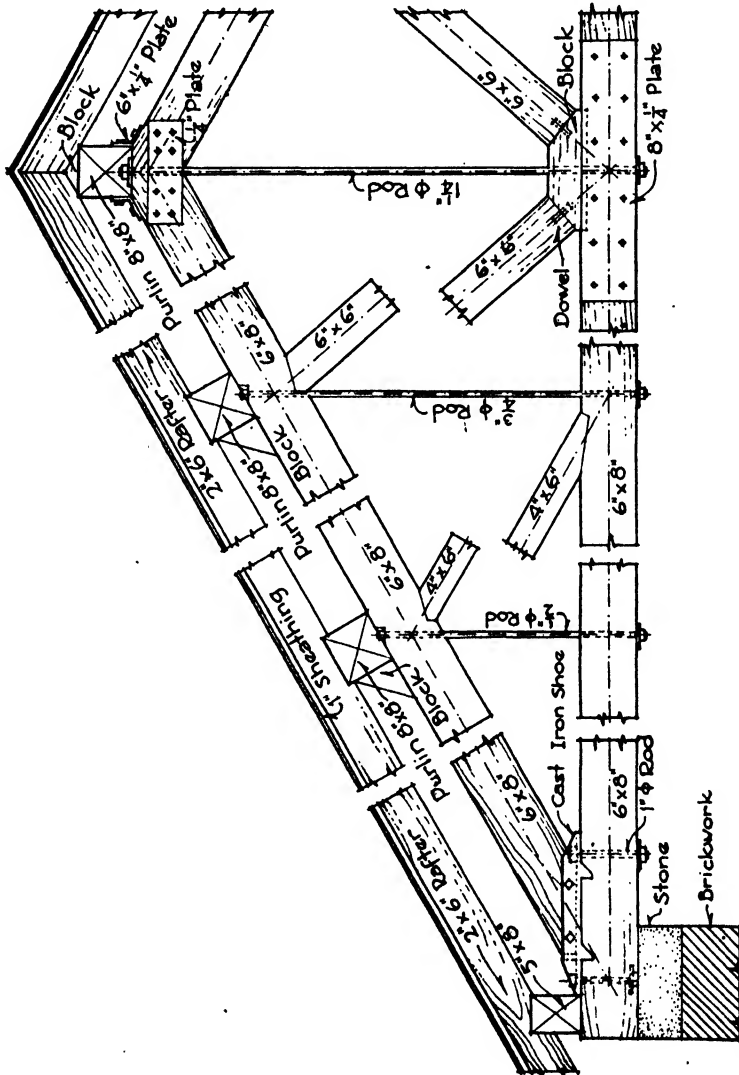 Block
6"x¼" Plate
Purlin 8"x8"
¼" Plate
1¼" φ Rod
6"x6"
6"x6"
Block
Dowel
8"x¼" Plate
2"x6" Rafter
Purlin 8"x8"
6"x8"
Block
6"x6"
¾" φ Rod
4"x6"
6"x8"
1" Sheathing
Purlin 8"x8"
6"x8"
Block
4"x6"
½" φ Rod
2"x6" Rafter
6"x8"
5"x8"
Cast Iron Shoe
6"x8"
1" φ Rod
Stone
Brickwork